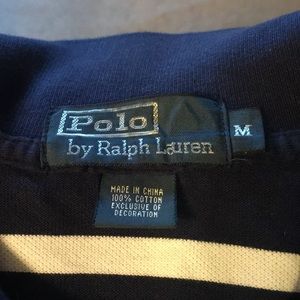 Polo
by Ralph Lauren
M
MADE IN CHINA
100% COTTON
EXCLUSIVE OF
DECORATION